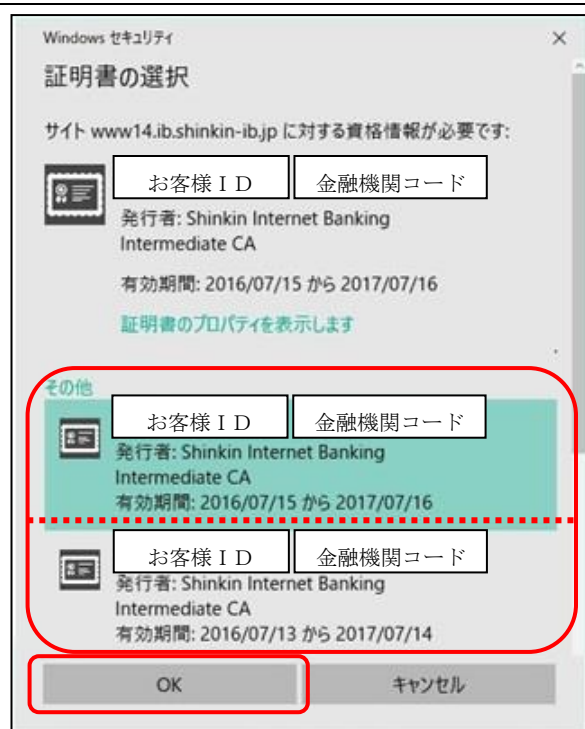 Windows セキュリティ
証明書の選択
サイト www14.ib.shinkin-ib.jp に対する資格情報が必要です:
お客様ＩＤ 金融機関コード
発行者: Shinkin Internet Banking
Intermediate CA
有効期間: 2016/07/15 から 2017/07/16
証明書のプロパティを表示します
その他
お客様ＩＤ 金融機関コード
発行者: Shinkin Internet Banking
Intermediate CA
有効期間: 2016/07/15 から 2017/07/16
お客様ＩＤ 金融機関コード
発行者: Shinkin Internet Banking
Intermediate CA
有効期間: 2016/07/13 から 2017/07/14
OK キャンセル